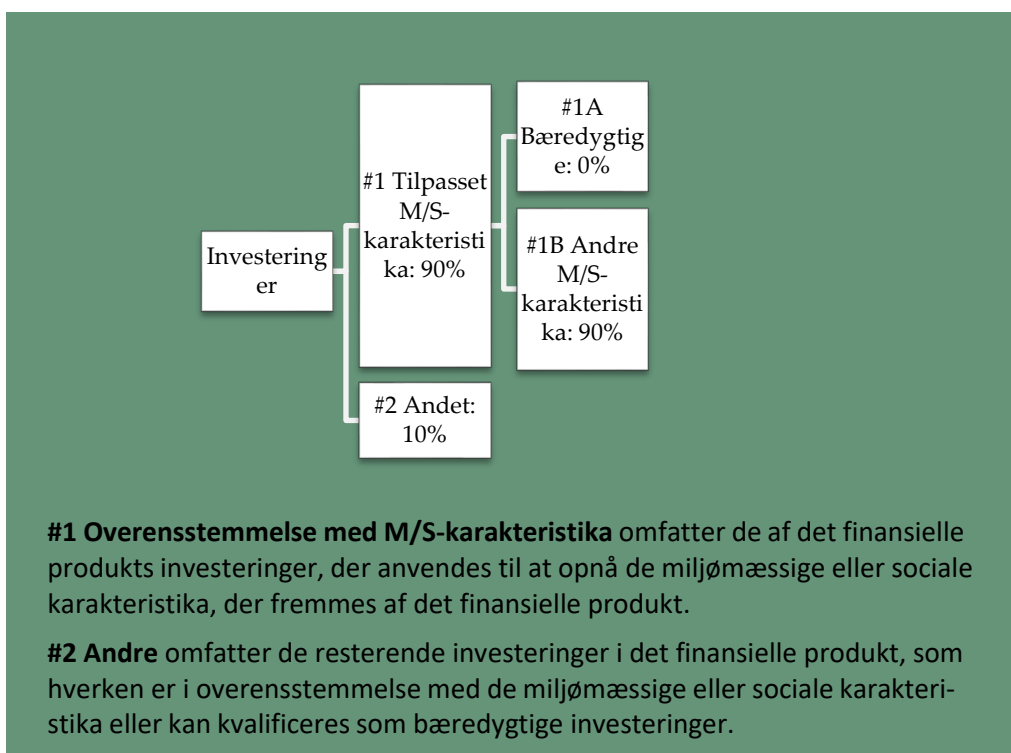 Investering
er
#1 Tilpasset
M/S-
karakteristi
ka: 90%
#2 Andet:
10%
#1A
Bæredygtig
e: 0%
#1B Andre
M/S-
karakteristi
ka: 90%
#1 Overensstemmelse med M/S-karakteristika omfatter de af det finansielle
produkts investeringer, der anvendes til at opnå de miljømæssige eller sociale
karakteristika, der fremmes af det finansielle produkt.
#2 Andre omfatter de resterende investeringer i det finansielle produkt, som
hverken er i overensstemmelse med de miljømæssige eller sociale karakteri-
stika eller kan kvalificeres som bæredygtige investeringer.